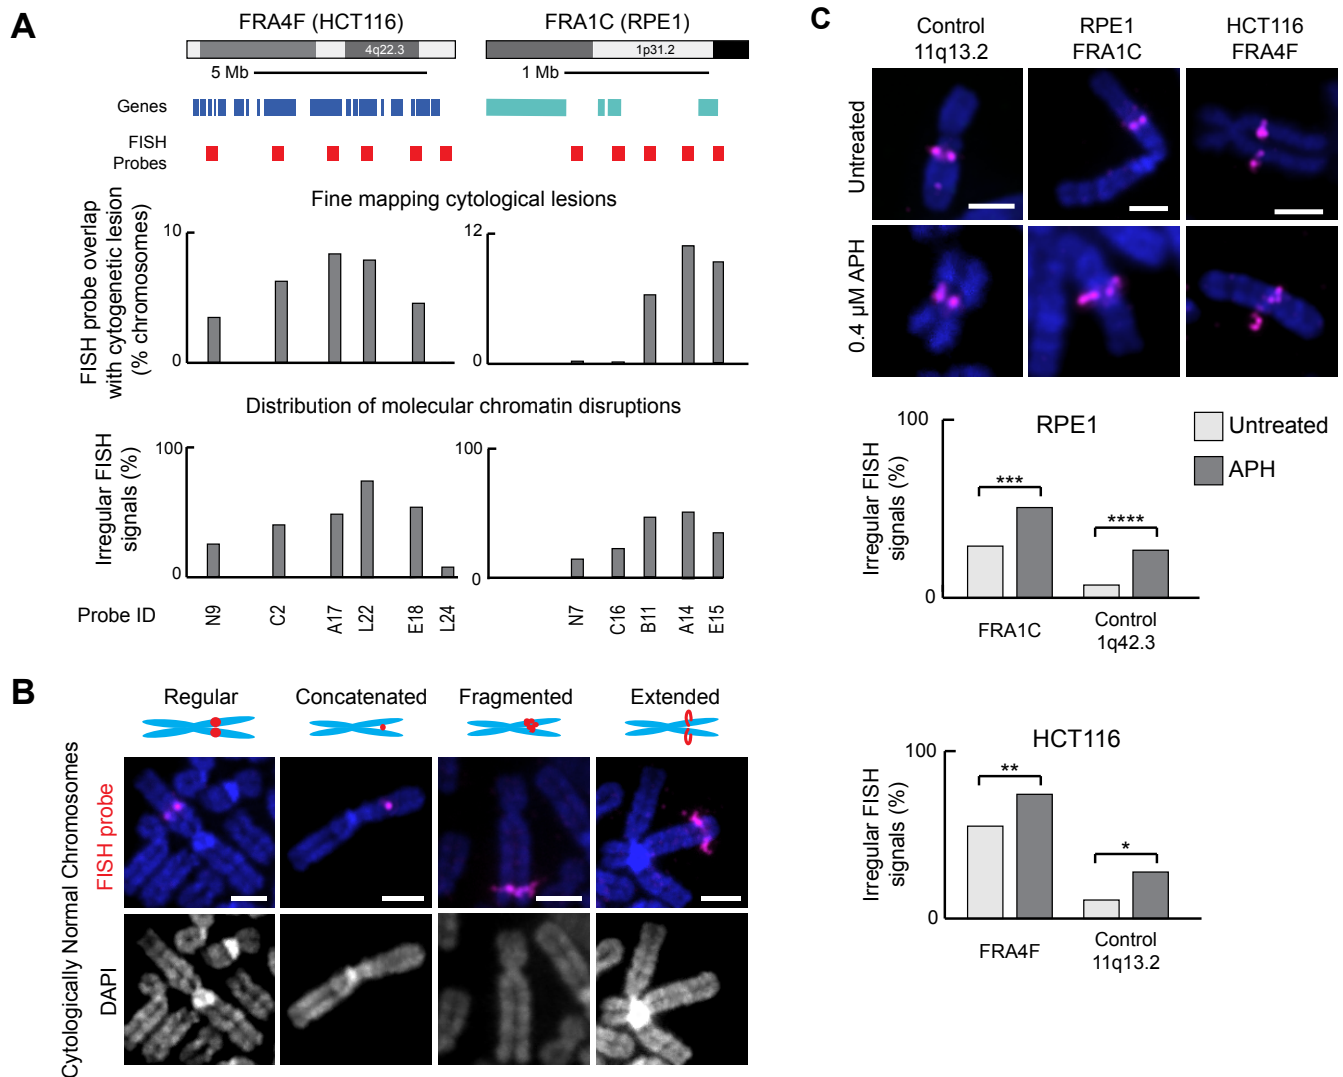 A
FRA4F (HCT116)
FRA1C (RPE1)
4q22.3
1p31.2
5 Mb
1 Mb
Genes
FISH
Probes
Fine mapping cytological lesions
FISH probe overlap
with cytogenetic lesion
(% chromosomes)
10
0
12
0
Distribution of molecular chromatin disruptions
Irregular FISH
signals (%)
100
0
100
0
Probe ID
N9
C2
A17
L22
E18
L24
N7
C16
B11
A14
E15
B
Regular
Concatenated
Fragmented
Extended
Cytologically Normal Chromosomes
FISH probe
DAPI
C
Control
11q13.2
RPE1
FRA1C
HCT116
FRA4F
Untreated
0.4 µM APH
RPE1
Untreated
APH
Irregular FISH
signals (%)
100
0
***
****
FRA1C
Control
1q42.3
HCT116
Irregular FISH
signals (%)
100
0
**
*
FRA4F
Control
11q13.2